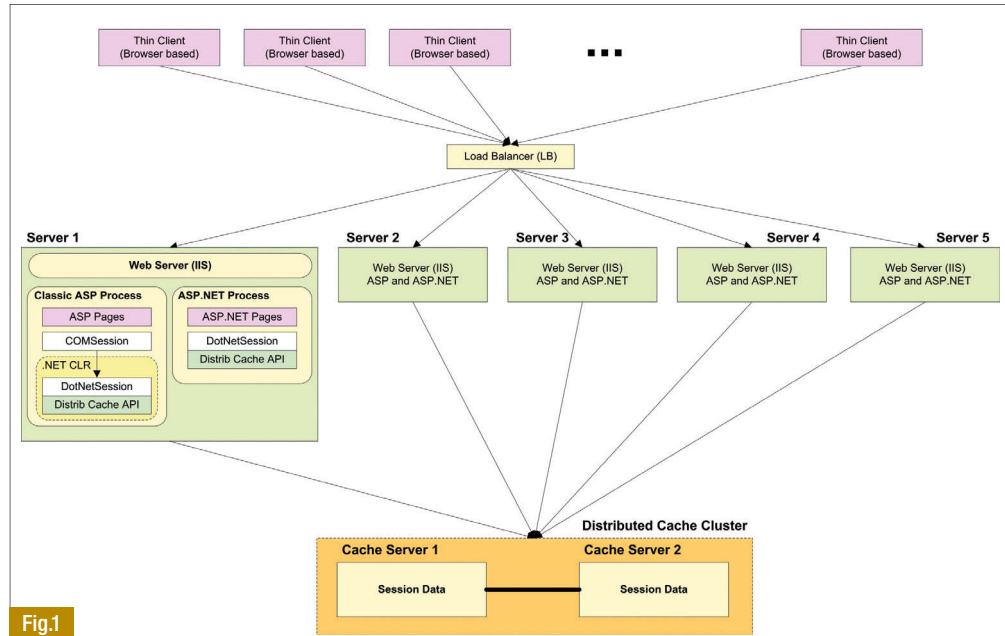 Thin Client
(Browser based)
Thin Client
(Browser based)
Thin Client
(Browser based)
Thin Client
(Browser based)
Load Balancer (LB)
Server 1
Server 2
Server 3
Server 4
Server 5
Web Server (IIS)
Classic ASP Process
ASP Pages
COMSession
.NET CLR
DotNetSession
Distrib Cache API
ASP.NET Process
ASP.NET Pages
DotNetSession
Distrib Cache API
Web Server (IIS)
ASP and ASP.NET
Web Server (IIS)
ASP and ASP.NET
Web Server (IIS)
ASP and ASP.NET
Web Server (IIS)
ASP and ASP.NET
Distributed Cache Cluster
Cache Server 1
Session Data
Cache Server 2
Session Data
Fig.1